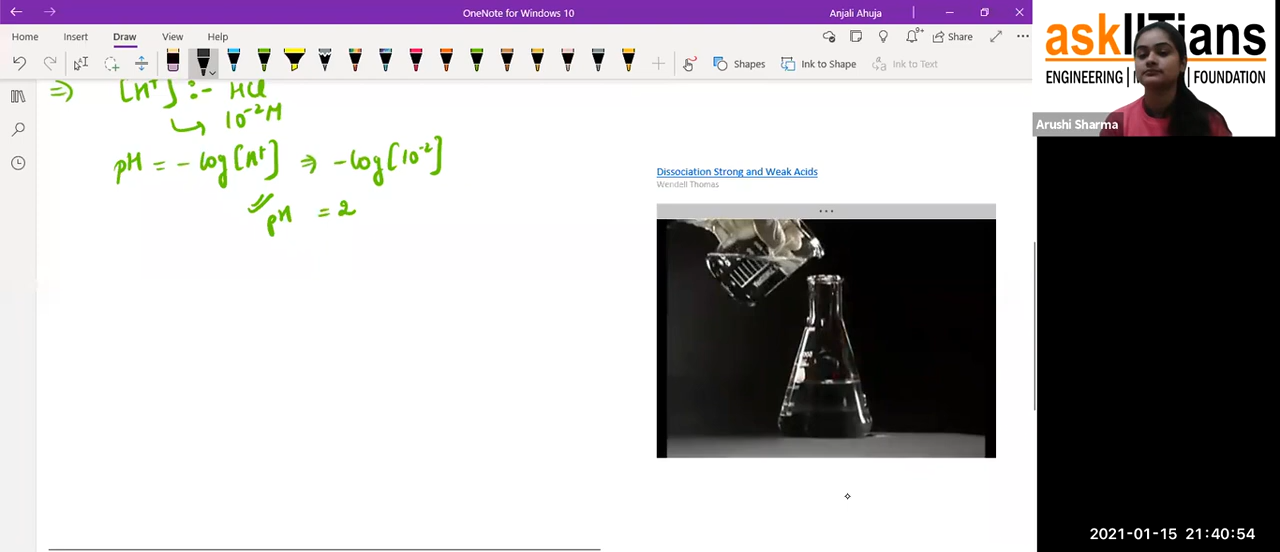 OneNote for Windows 10
Anjali Ahuja
Home Insert Draw View Help
Share
Shapes
Ink to Shape
Ink to Text
askIITians
ENGINEERING | FOUNDATION
Arushi Sharma
⇒ [H+] :- HCl
↳ 10⁻²M
pH = - log [H+] ⇒ -log [10⁻²]
pH = 2
Dissociation Strong and Weak Acids
Wendell Thomas
2021-01-15 21:40:54